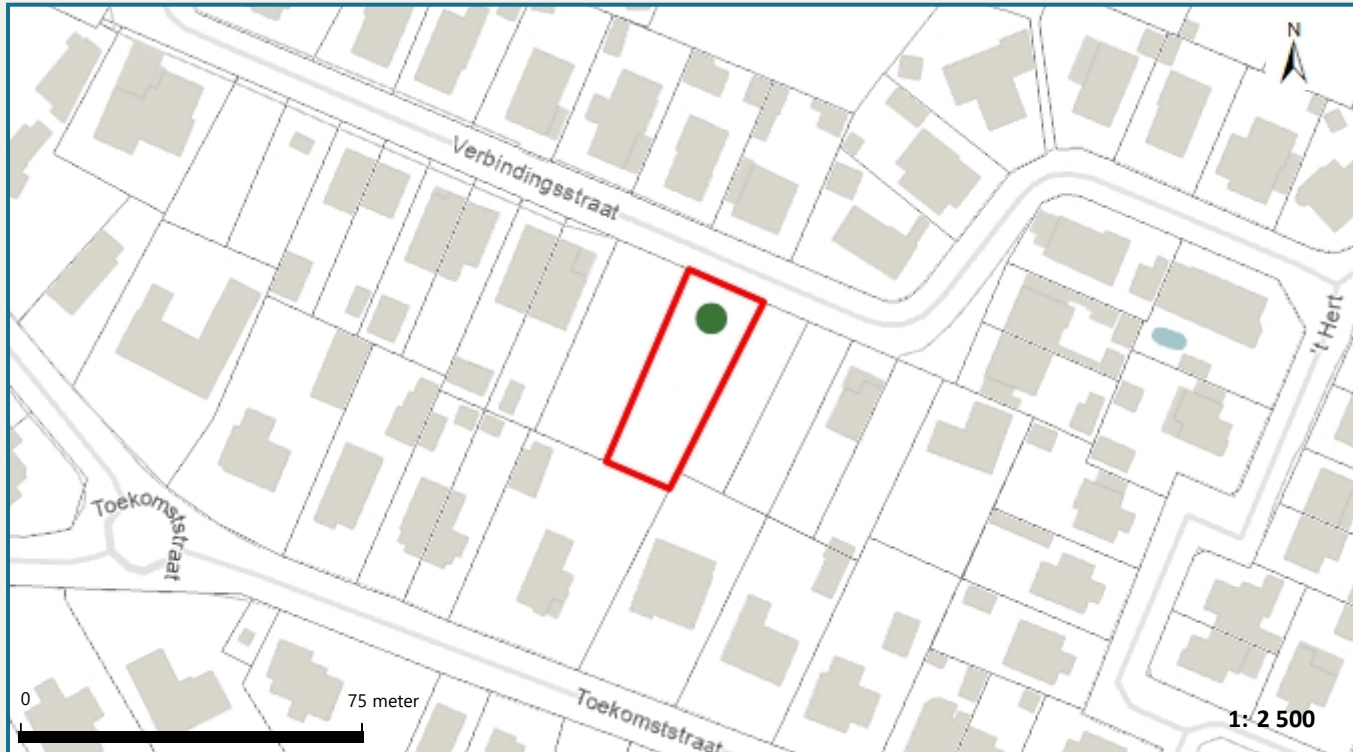 N
Verbindingsstraat
't Hert
Toekomststraat
0 75 meter
Toekomststraat
1: 2 500